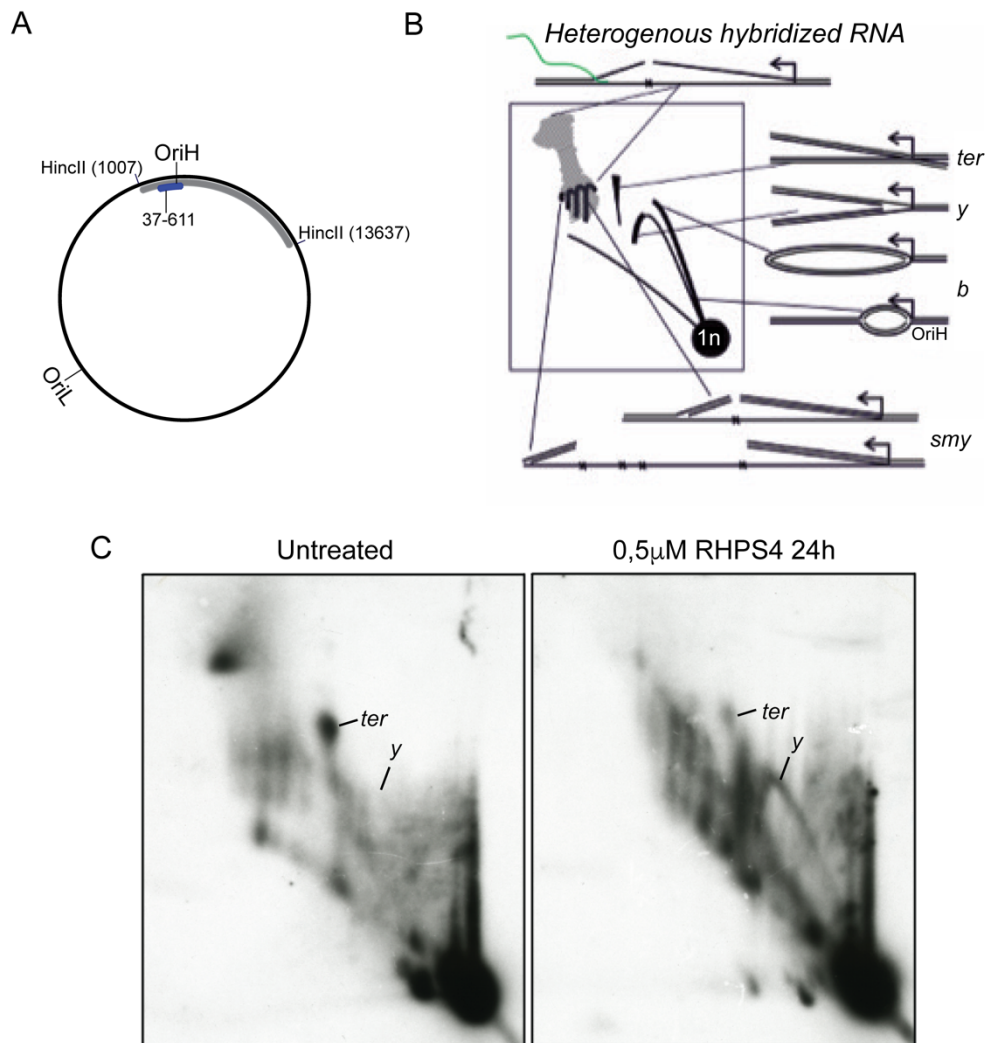 A
HincII (1007)
OriH
37-611
HincII (13637)
OriL
B
Heterogenous hybridized RNA
ter
y
b
OriH
1n
smy
C
Untreated
0,5μM RHPS4 24h
ter
y
ter
y